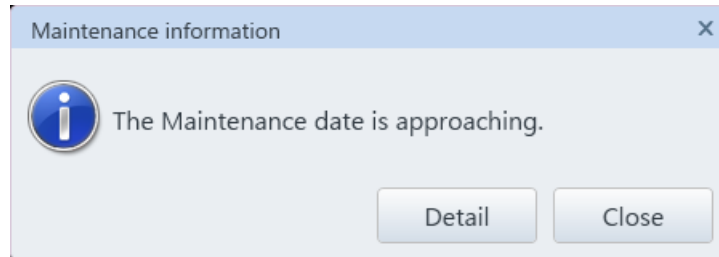 Maintenance information
The Maintenance date is approaching.
Detail Close